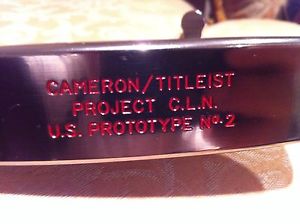 CAMERON/TITLEIST
PROJECT C.L.N.
U.S. PROTOTYPE Nº 2